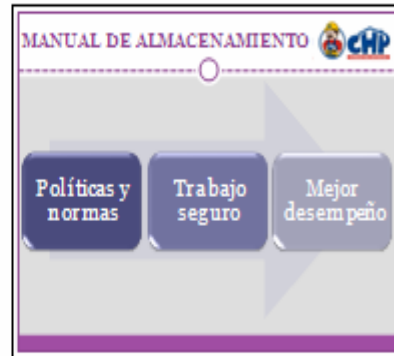 MANUAL DE ALMACENAMIENTO CHP
Políticas y
normas
Trabajo
seguro
Mejor
desempeño